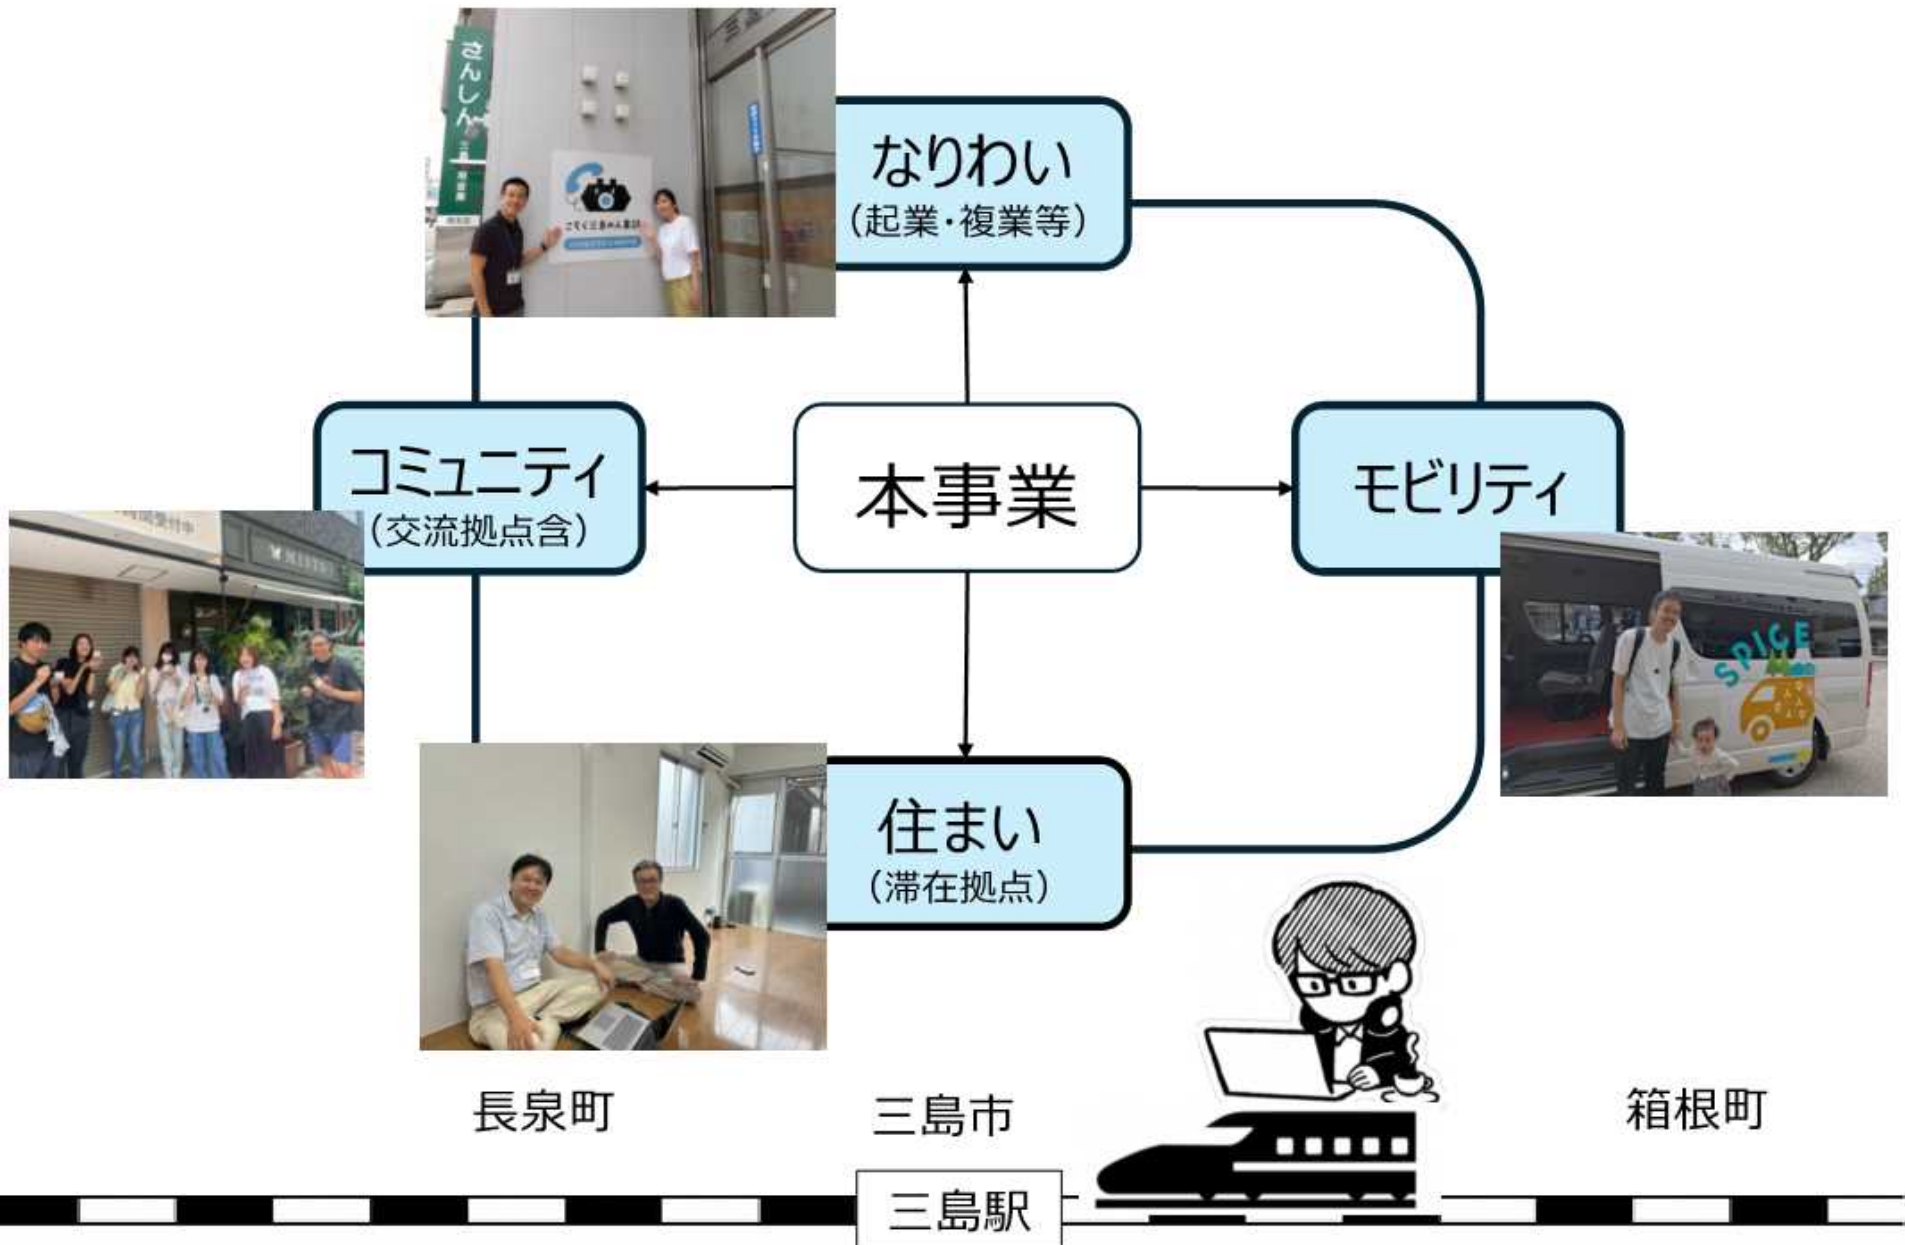 さんしん
なりわい
（起業・複業等）
コミュニティ
（交流拠点含）
本事業
モビリティ
SPICE
住まい
（滞在拠点）
長泉町
三島市
箱根町
三島駅